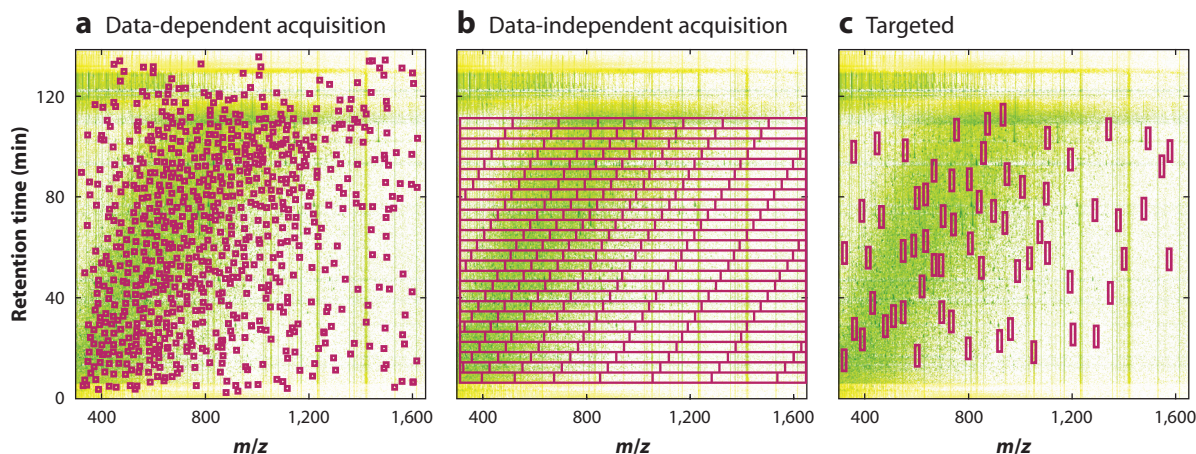 a Data-dependent acquisition
b Data-independent acquisition
c Targeted
Retention time (min)
120
80
40
0
400 800 1,200 1,600
400 800 1,200 1,600
400 800 1,200 1,600
m/z
m/z
m/z